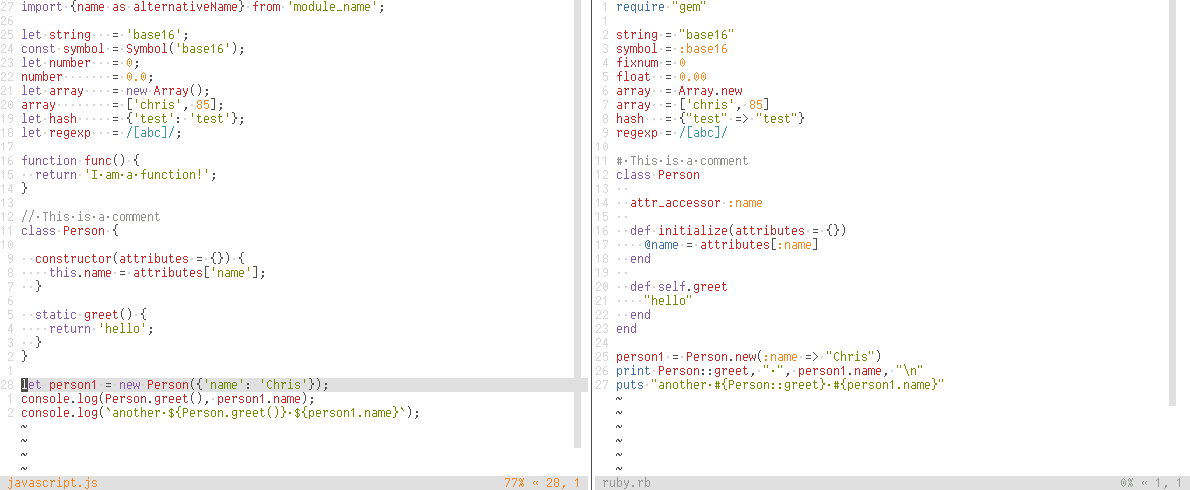 27 import {name as alternativeName} from 'module_name';
26
25 let·string···= 'base16';
24 const·symbol·= Symbol('base16');
23 let·number···= 0;
22 number·······= 0.0;
21 let·array····= new·Array();
20 array········= ['chris',·85];
19 let·hash·····= {'test':·'test'};
18 let·regexp···= /[abc]/;
17
16 function·func()·{
15 ··return·'I·am·a·function!';
14 }
13
12 //·This·is·a·comment
11 class·Person·{
10
9 ··constructor(attributes·=·{})·{
8 ····this.name·=·attributes['name'];
7 ··}
6
5 ··static·greet()·{
4 ····return·'hello';
3 ··}
2 }
1
28 let·person1·=·new·Person({'name':·'Chris'});
1 console.log(Person.greet(),·person1.name);
2 console.log(`another·${Person.greet()}·${person1.name}`);
~
~
~
~
javascript.js 77% « 28, 1
1 require·"gem"
1
2 string·=·"base16"
3 symbol·=·:base16
4 fixnum·=·0
5 float··=·0.00
6 array··=·Array.new
7 array··=·['chris',·85]
8 hash···=·{"test"·=>·"test"}
9 regexp·=·/[abc]/
10
11 #·This·is·a·comment
12 class·Person
13 ··
14 ··attr_accessor·:name
15 ··
16 ··def·initialize(attributes·=·{})
17 ····@name·=·attributes[:name]
18 ··end
19 ··
20 ··def·self.greet
21 ····"hello"
22 ··end
23 end
24
25 person1·=·Person.new(:name·=>·"Chris")
26 print·Person::greet,·"·",·person1.name,·"\n"
27 puts·"another·#{Person::greet}·#{person1.name}"
~
~
~
~
~
~
ruby.rb 0% « 1, 1